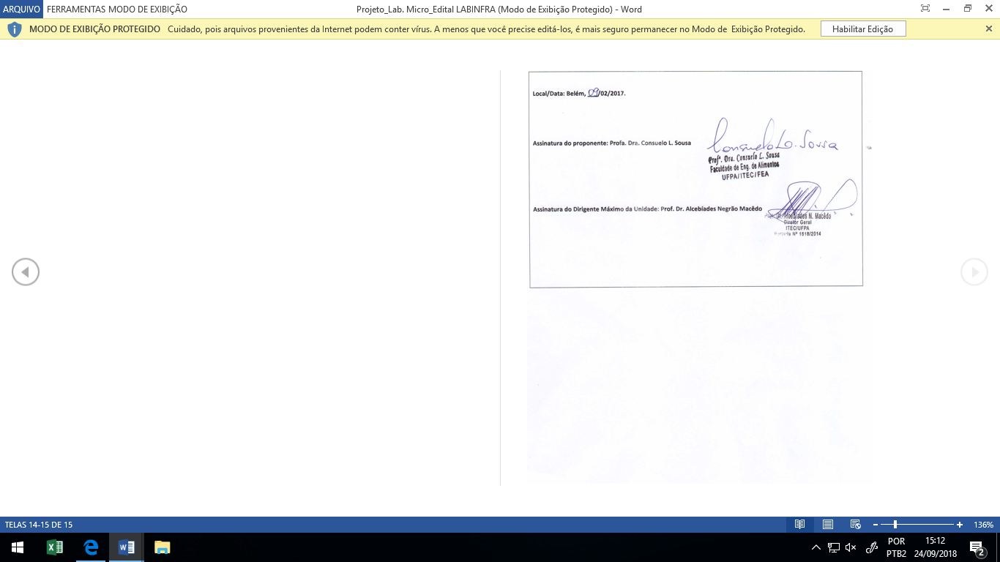 ARQUIVO FERRAMENTAS MODO DE EXIBIÇÃO Projeto_Lab. Micro_Edital LABINFRA (Modo de Exibição Protegido) - Word
MODO DE EXIBIÇÃO PROTEGIDO Cuidado, pois arquivos provenientes da Internet podem conter vírus. A menos que você precise editá-los, é mais seguro permanecer no Modo de Exibição Protegido. Habilitar Edição
Local/Data: Belém, 09/02/2017.
Assinatura do proponente: Profa. Dra. Consuelo L. Sousa
Consuelo L. Sousa
Profª. Dra. Consuelo L. Sousa
Faculdade de Eng. de Alimentos
UFPA/ITEC/FEA
Assinatura do Dirigente Máximo da Unidade: Prof. Dr. Alcebíades Negrão Macêdo
Dr. Alcebíades N. Macêdo
Diretor Geral
ITEC/UFPA
Portaria Nº 1518/2014
TELAS 14-15 DE 15 136%
POR 15:12
PTB2 24/09/2018 2